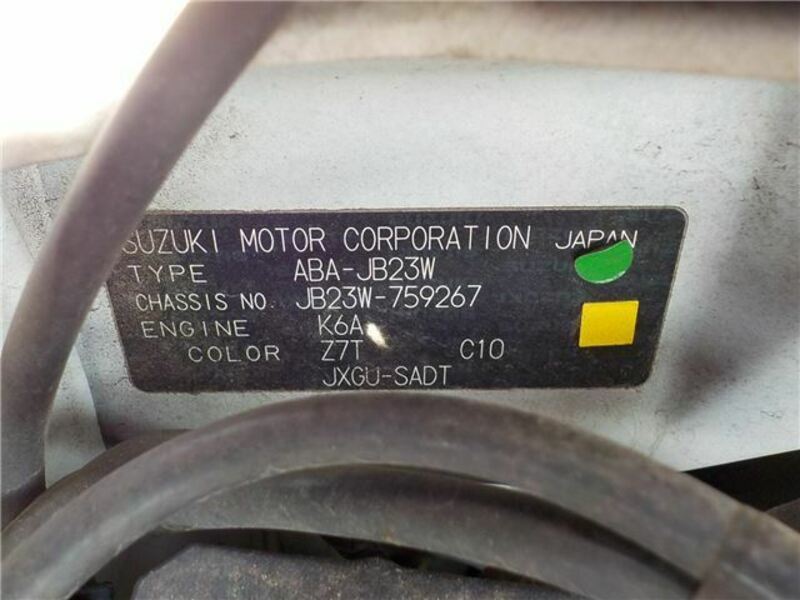 SUZUKI MOTOR CORPORATION JAPAN
TYPE ABA-JB23W
CHASSIS NO. JB23W-759267
ENGINE K6A
COLOR Z7T C10
JXGU-SADT